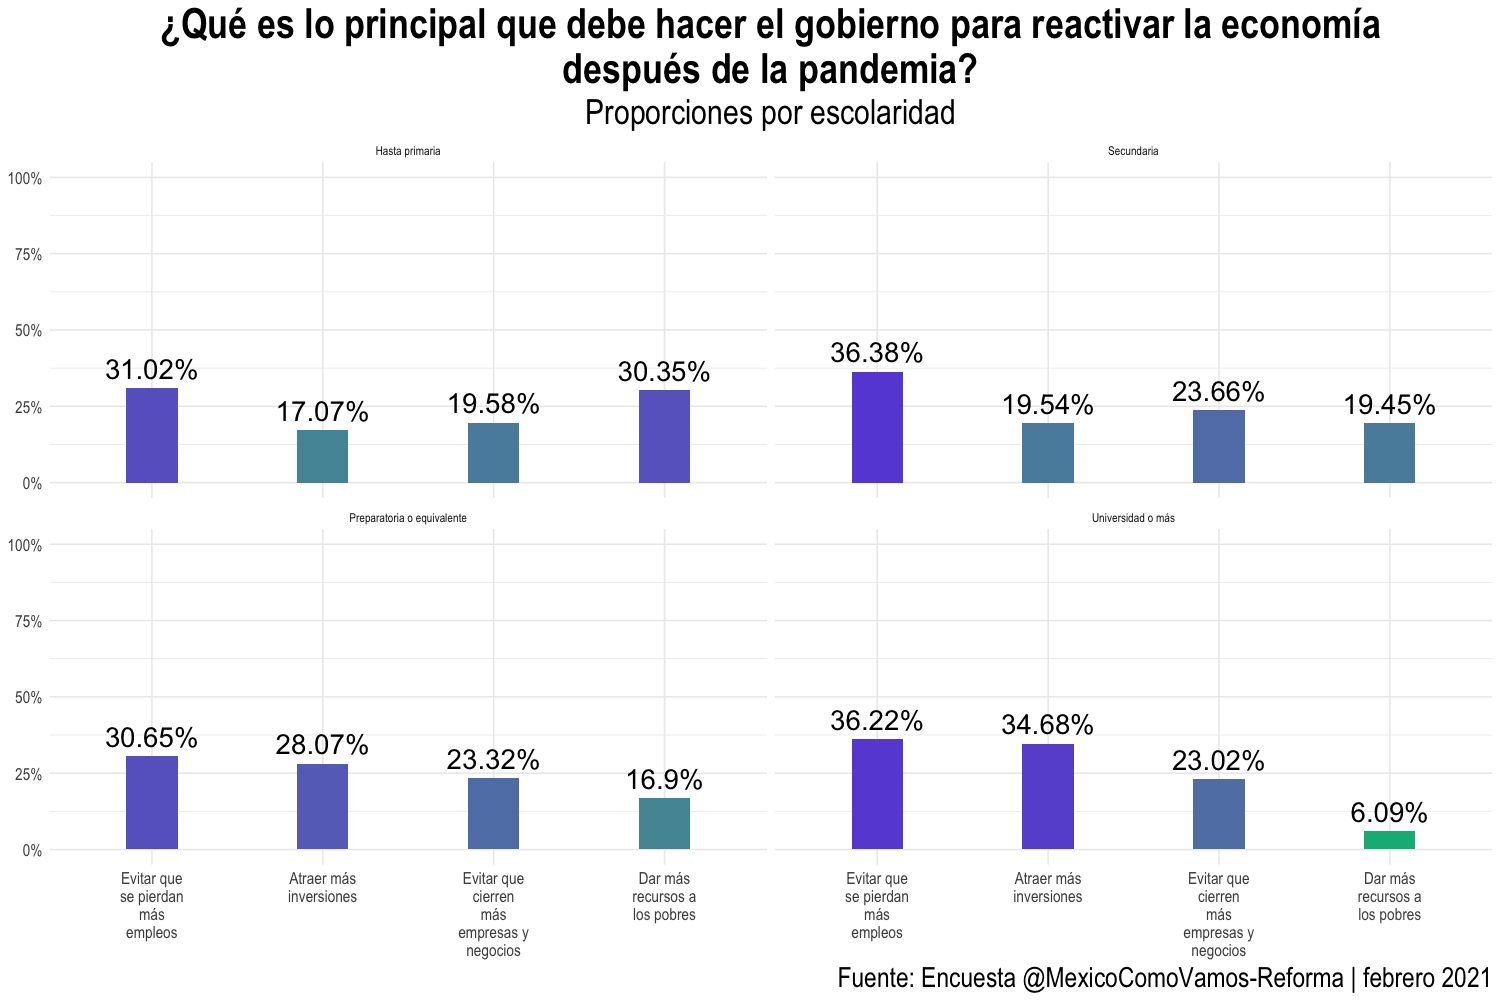 ¿Qué es lo principal que debe hacer el gobierno para reactivar la economía
después de la pandemia?
Proporciones por escolaridad
Hasta primaria
100%
75%
50%
25%
0%
31.02%
17.07%
19.58%
30.35%
Secundaria
36.38%
19.54%
23.66%
19.45%
Preparatoria o equivalente
100%
75%
50%
25%
0%
30.65%
28.07%
23.32%
16.9%
Evitar que
se pierdan
más
empleos
Atraer más
inversiones
Evitar que
cierren
más
empresas y
negocios
Dar más
recursos a
los pobres
Universidad o más
36.22%
34.68%
23.02%
6.09%
Evitar que
se pierdan
más
empleos
Atraer más
inversiones
Evitar que
cierren
más
empresas y
negocios
Dar más
recursos a
los pobres
Fuente: Encuesta @MexicoComoVamos-Reforma | febrero 2021